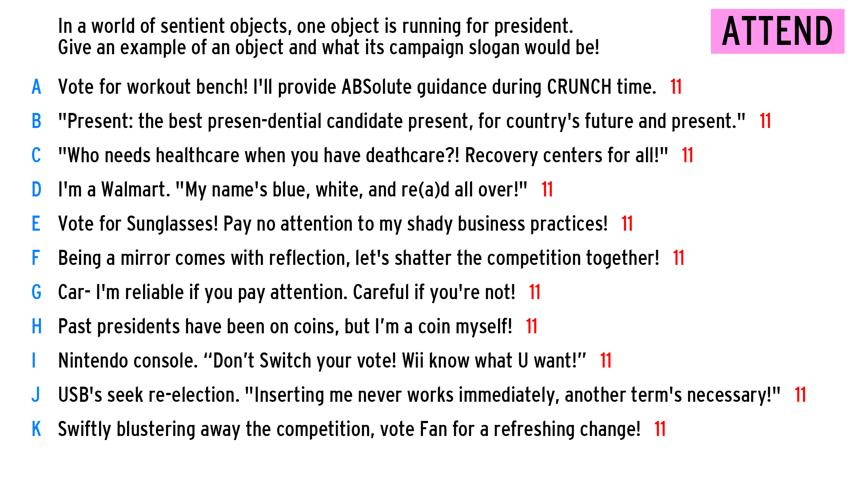 In a world of sentient objects, one object is running for president.
Give an example of an object and what its campaign slogan would be!
ATTEND
A Vote for workout bench! I'll provide ABSolute guidance during CRUNCH time. 11
B "Present: the best presen-dential candidate present, for country's future and present." 11
C "Who needs healthcare when you have deathcare?! Recovery centers for all!" 11
D I'm a Walmart. "My name's blue, white, and re(a)d all over!" 11
E Vote for Sunglasses! Pay no attention to my shady business practices! 11
F Being a mirror comes with reflection, let's shatter the competition together! 11
G Car- I'm reliable if you pay attention. Careful if you're not! 11
H Past presidents have been on coins, but I’m a coin myself! 11
I Nintendo console. “Don’t Switch your vote! Wii know what U want!” 11
J USB's seek re-election. "Inserting me never works immediately, another term's necessary!" 11
K Swiftly blustering away the competition, vote Fan for a refreshing change! 11